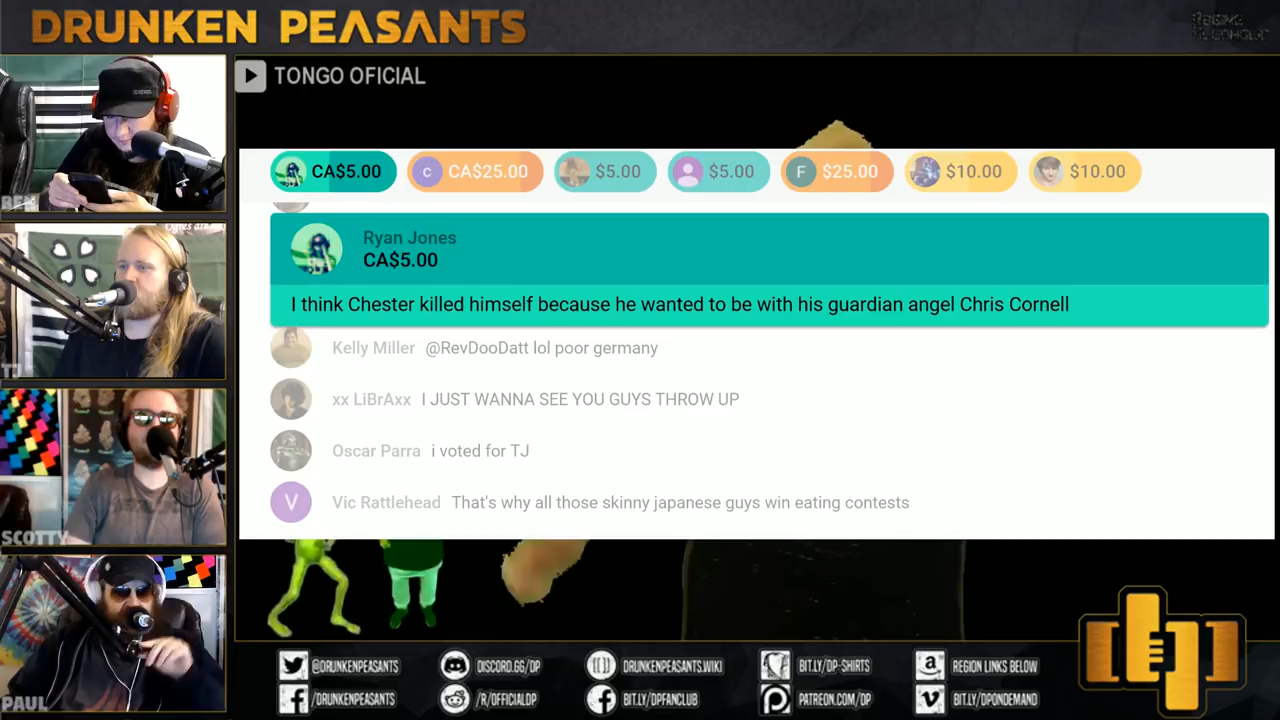 DRUNKEN PEASANTS
TONGO OFICIAL
CA$5.00
C CA$25.00
$5.00
$5.00
F $25.00
$10.00
$10.00
Ryan Jones
CA$5.00
I think Chester killed himself because he wanted to be with his guardian angel Chris Cornell
Kelly Miller @RevDooDatt lol poor germany
xx LiBrAxx I JUST WANNA SEE YOU GUYS THROW UP
Oscar Parra i voted for TJ
V Vic Rattlehead That's why all those skinny japanese guys win eating contests
BEN
TJ
SCOTTY
PAUL
@DRUNKENPEASANTS
DISCORD.GG/DP
DRUNKENPEASANTS.WIKI
BIT.LY/DP-SHIRTS
REGION LINKS BELOW
/DRUNKENPEASANTS
/R/OFFICIALDP
BIT.LY/DPFANCLUB
PATREON.COM/DP
BIT.LY/DPONDEMAND